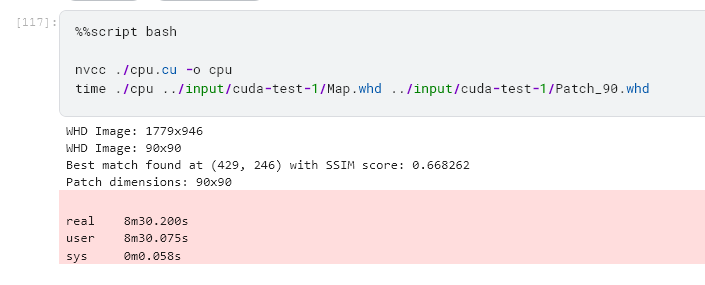 [117]:
%%script bash
nvcc ./cpu.cu -o cpu
time ./cpu ../input/cuda-test-1/Map.whd ../input/cuda-test-1/Patch_90.whd
WHD Image: 1779x946
WHD Image: 90x90
Best match found at (429, 246) with SSIM score: 0.668262
Patch dimensions: 90x90
real 8m30.200s
user 8m30.075s
sys 0m0.058s